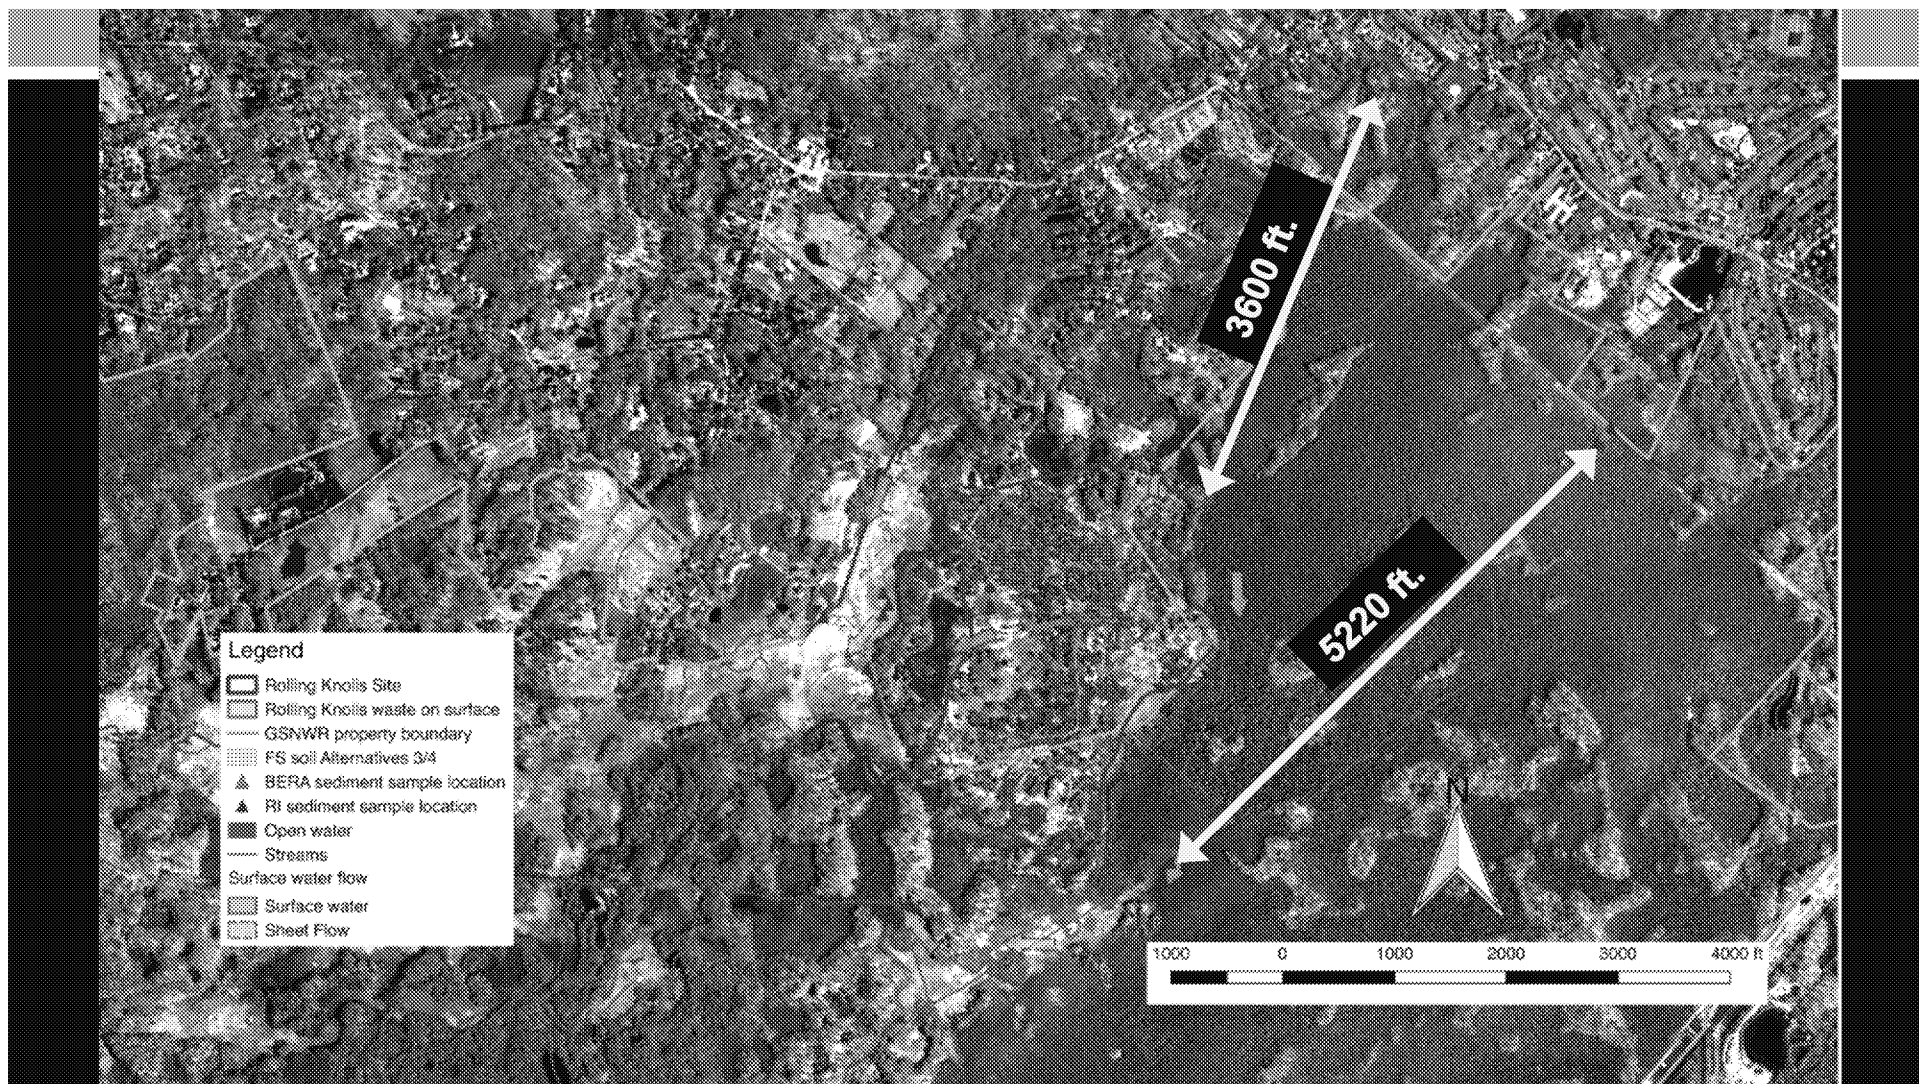 3600 ft.
5220 ft.
Legend
Rolling Knolls Site
Rolling Knolls waste on surface
GSNWR property boundary
FS soil Alternatives 3/4
BERA sediment sample location
RI sediment sample location
Open water
Streams
Surface water flow
Surface water
Sheet Flow
N
1000 0 1000 2000 3000 4000 ft